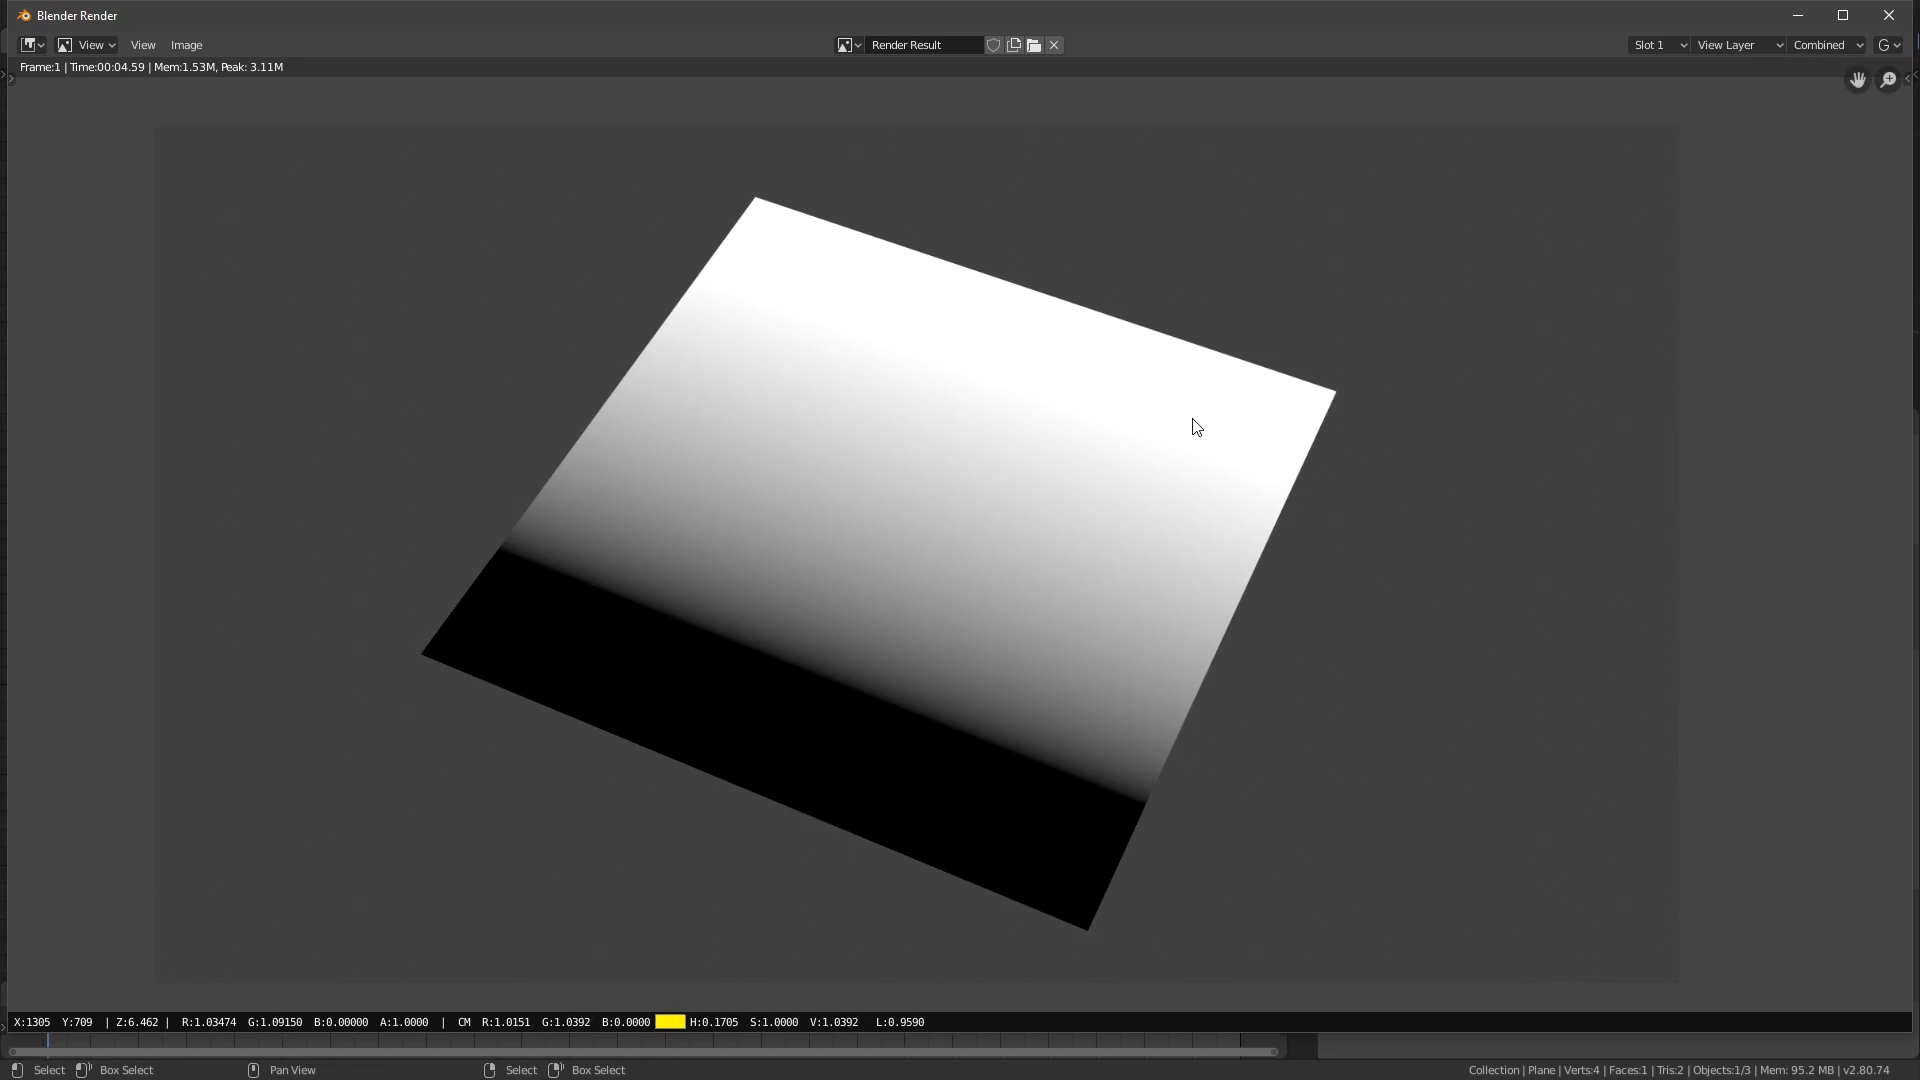 Blender Render
View View Image Render Result Slot 1 View Layer Combined G
Frame:1 | Time:00:04.59 | Mem:1.53M, Peak: 3.11M
X:1305 Y:709 | Z:6.462 | R:1.03474 G:1.09150 B:0.00000 A:1.0000 | CM R:1.0151 G:1.0392 B:0.0000 H:0.1705 S:1.0000 V:1.0392 L:0.9590
Select Box Select Pan View Select Box Select Collection | Plane | Verts:4 | Faces:1 | Tris:2 | Objects:1/3 | Mem: 95.2 MB | v2.80.74